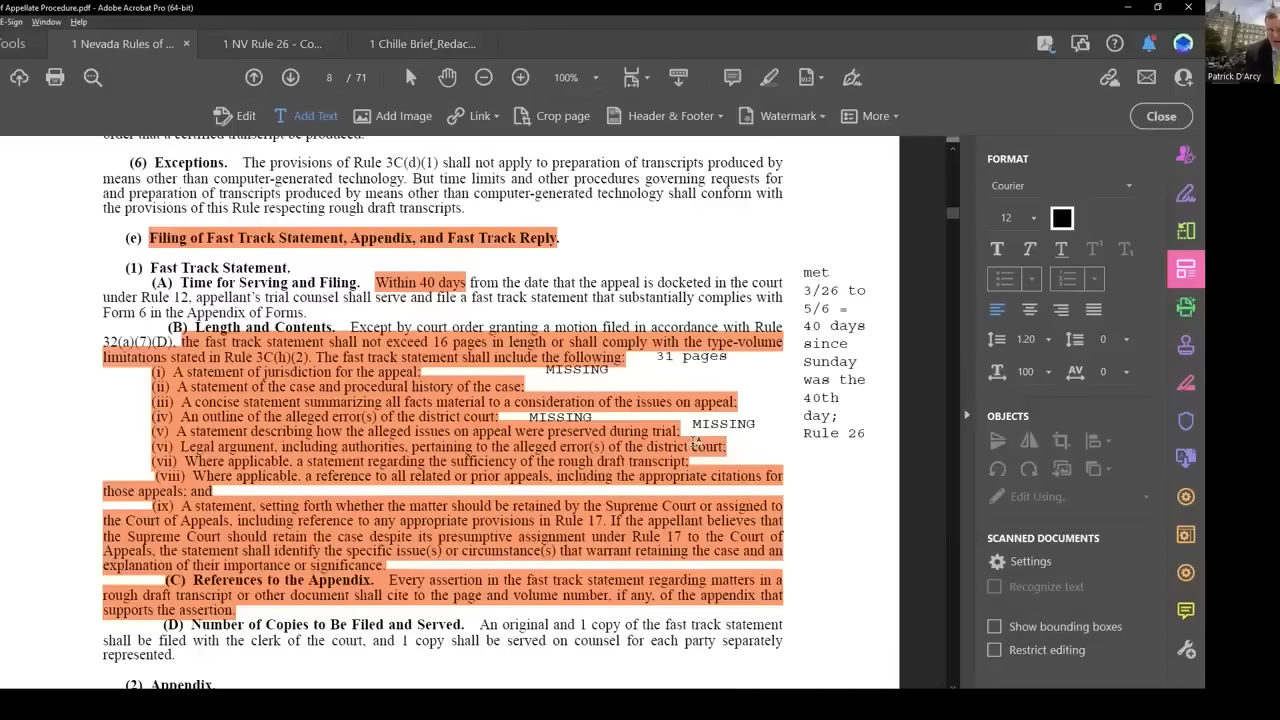 of Appellate Procedure.pdf - Adobe Acrobat Pro (64-bit)
E-Sign Window Help
Tools 1 Nevada Rules of ... × 1 NV Rule 26 - Co... 1 Chille Brief_Redac...
Patrick D'Arcy
8 / 71 100%
Edit Add Text Add Image Link Crop page Header & Footer Watermark More Close
order that a certified transcript be produced.
(6) Exceptions. The provisions of Rule 3C(d)(1) shall not apply to preparation of transcripts produced by
means other than computer-generated technology. But time limits and other procedures governing requests for
and preparation of transcripts produced by means other than computer-generated technology shall conform with
the provisions of this Rule respecting rough draft transcripts.
(e) Filing of Fast Track Statement, Appendix, and Fast Track Reply.
(1) Fast Track Statement.
(A) Time for Serving and Filing. Within 40 days from the date that the appeal is docketed in the court
under Rule 12, appellant's trial counsel shall serve and file a fast track statement that substantially complies with
Form 6 in the Appendix of Forms.
(B) Length and Contents. Except by court order granting a motion filed in accordance with Rule
32(a)(7)(D), the fast track statement shall not exceed 16 pages in length or shall comply with the type-volume
limitations stated in Rule 3C(h)(2). The fast track statement shall include the following:
31 pages
(i) A statement of jurisdiction for the appeal;
MISSING
(ii) A statement of the case and procedural history of the case;
(iii) A concise statement summarizing all facts material to a consideration of the issues on appeal;
(iv) An outline of the alleged error(s) of the district court;
MISSING
(v) A statement describing how the alleged issues on appeal were preserved during trial;
MISSING
(vi) Legal argument, including authorities, pertaining to the alleged error(s) of the district court;
(vii) Where applicable, a statement regarding the sufficiency of the rough draft transcript;
(viii) Where applicable, a reference to all related or prior appeals, including the appropriate citations for
those appeals; and
(ix) A statement, setting forth whether the matter should be retained by the Supreme Court or assigned to
the Court of Appeals, including reference to any appropriate provisions in Rule 17. If the appellant believes that
the Supreme Court should retain the case despite its presumptive assignment under Rule 17 to the Court of
Appeals, the statement shall identify the specific issue(s) or circumstance(s) that warrant retaining the case and an
explanation of their importance or significance.
(C) References to the Appendix. Every assertion in the fast track statement regarding matters in a
rough draft transcript or other document shall cite to the page and volume number, if any, of the appendix that
supports the assertion.
(D) Number of Copies to Be Filed and Served. An original and 1 copy of the fast track statement
shall be filed with the clerk of the court, and 1 copy shall be served on counsel for each party separately
represented.
(2) Appendix.
met
3/26 to
5/6 =
40 days
since
Sunday
was the
40th
day;
Rule 26
FORMAT
Courier
12
T T T T T
1.20 0
100 AV 0
OBJECTS
Edit Using...
SCANNED DOCUMENTS
Settings
Recognize text
Show bounding boxes
Restrict editing